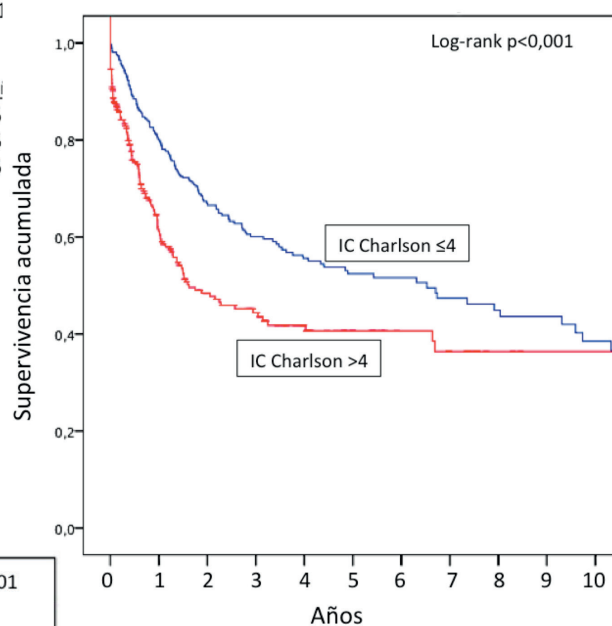 Log-rank p<0,001
1,0
0,8
0,6
0,4
0,2
0,0
Supervivencia acumulada
IC Charlson ≤4
IC Charlson >4
0 1 2 3 4 5 6 7 8 9 10
Años
01